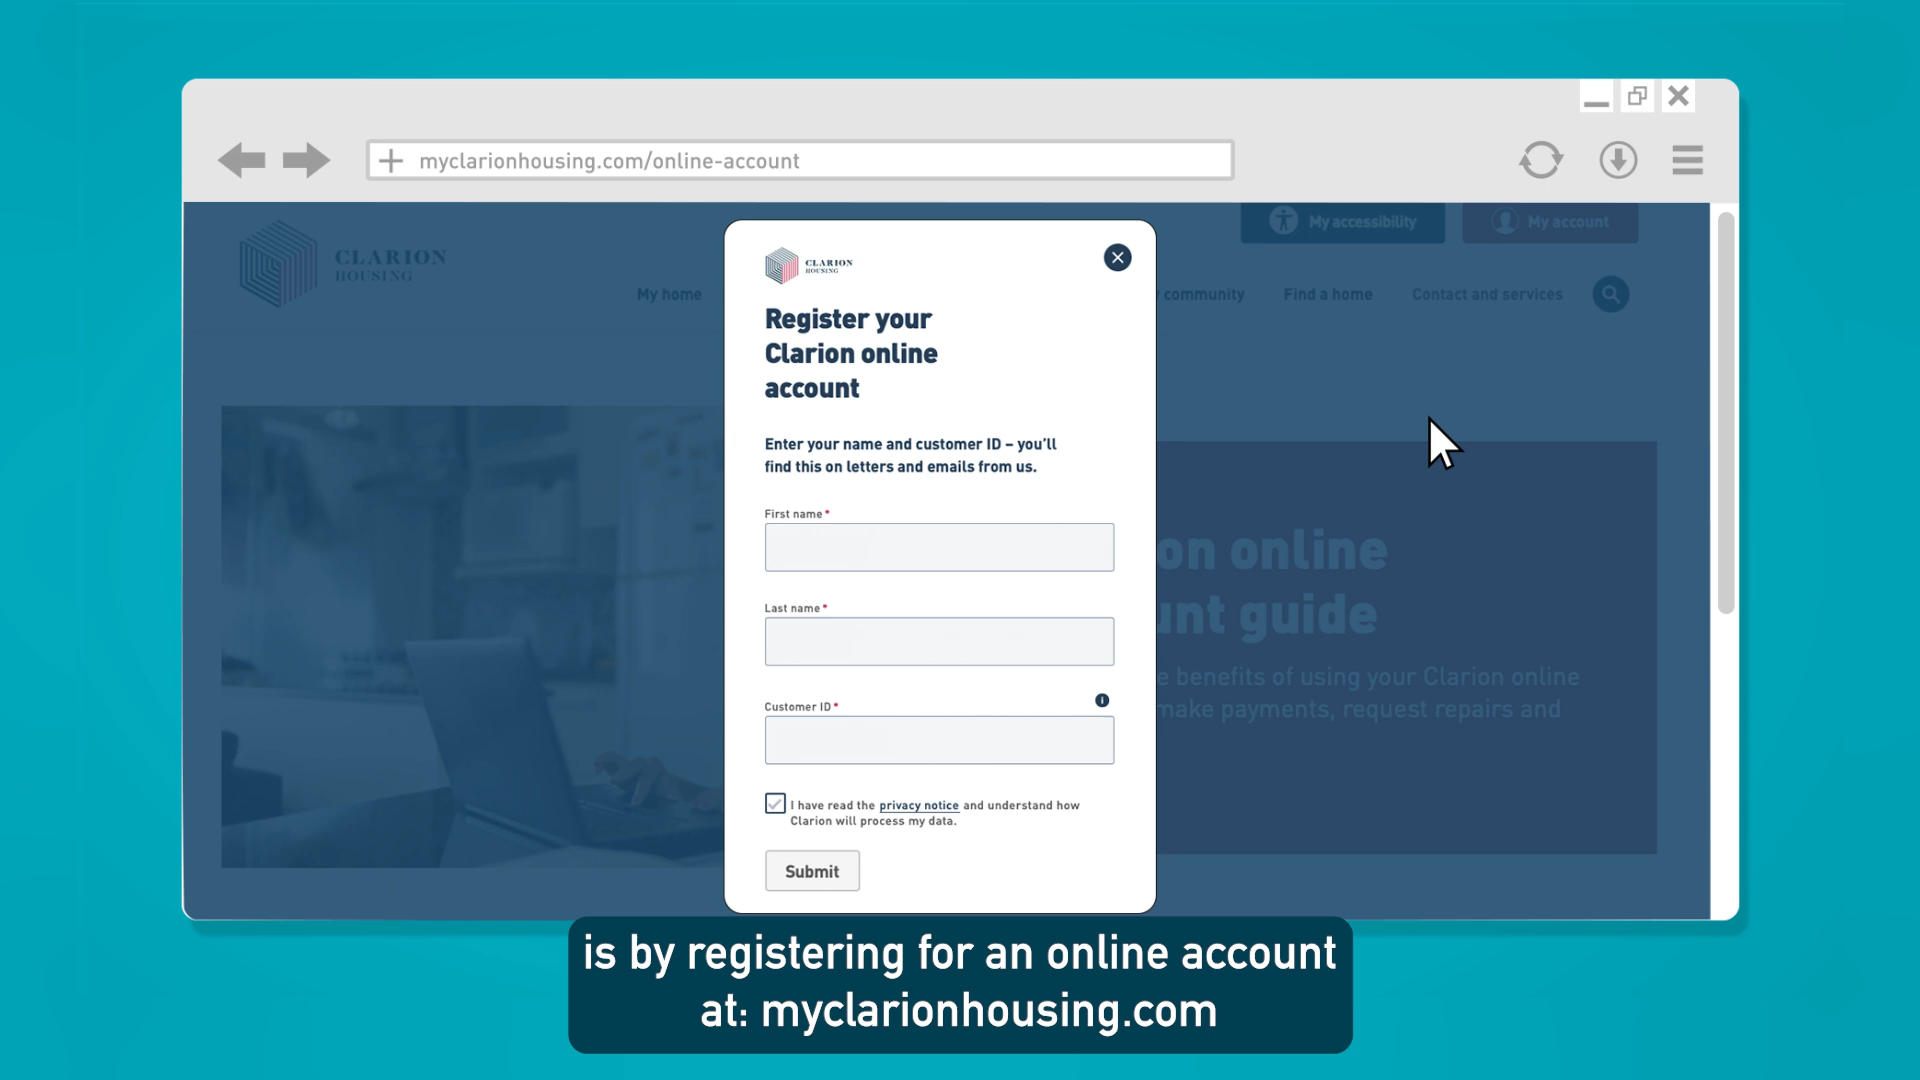 myclarionhousing.com/online-account
My accessibility
My account
CLARION
HOUSING
My home
community
Find a home
Contact and services
CLARION
HOUSING
Register your
Clarion online
account
Enter your name and customer ID – you'll
find this on letters and emails from us.
First name*
Last name*
Customer ID*
i
I have read the privacy notice and understand how
Clarion will process my data.
Submit
on online
unt guide
e benefits of using your Clarion online
make payments, request repairs and
is by registering for an online account
at: myclarionhousing.com